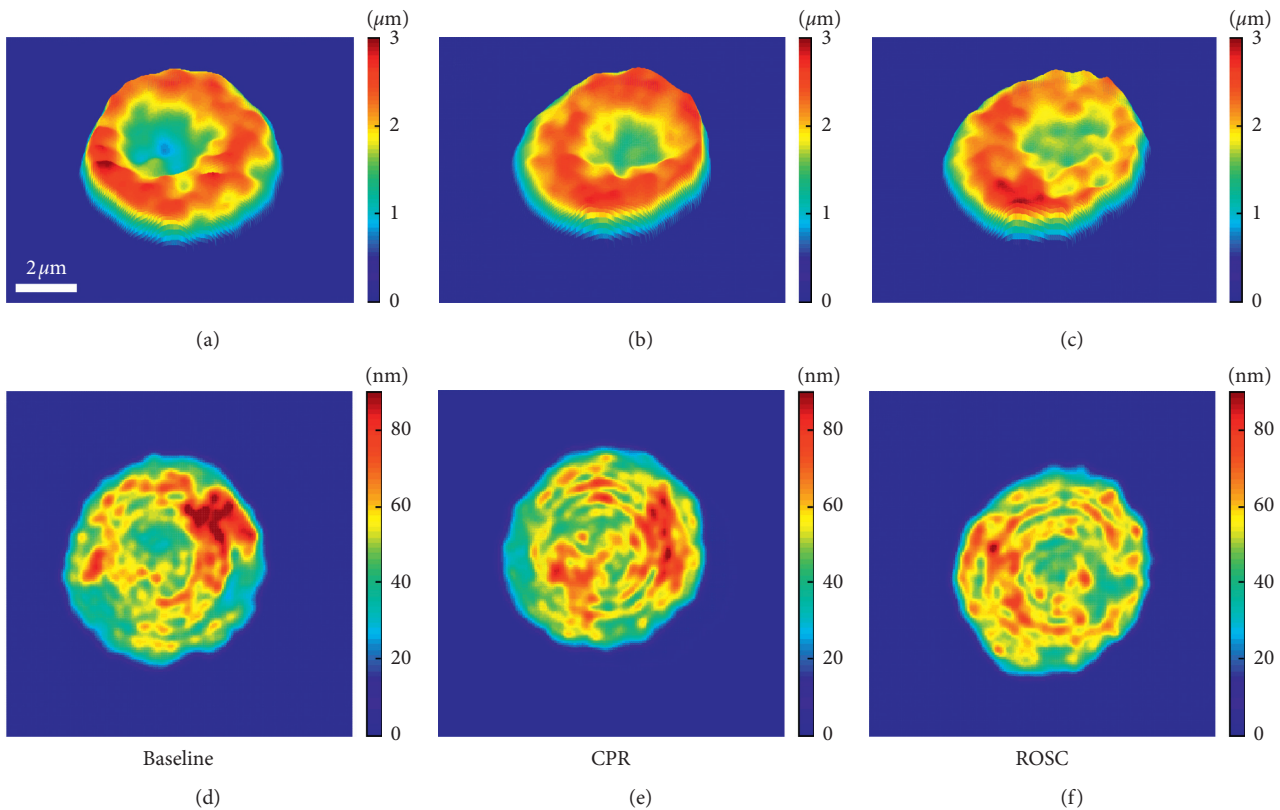 (μm) (μm) (μm)
3 3 3
2 2 2
1 1 1
2 μm
0 0 0
(a) (b) (c)
(nm) (nm) (nm)
80 80 80
60 60 60
40 40 40
20 20 20
0 0 0
Baseline CPR ROSC
(d) (e) (f)